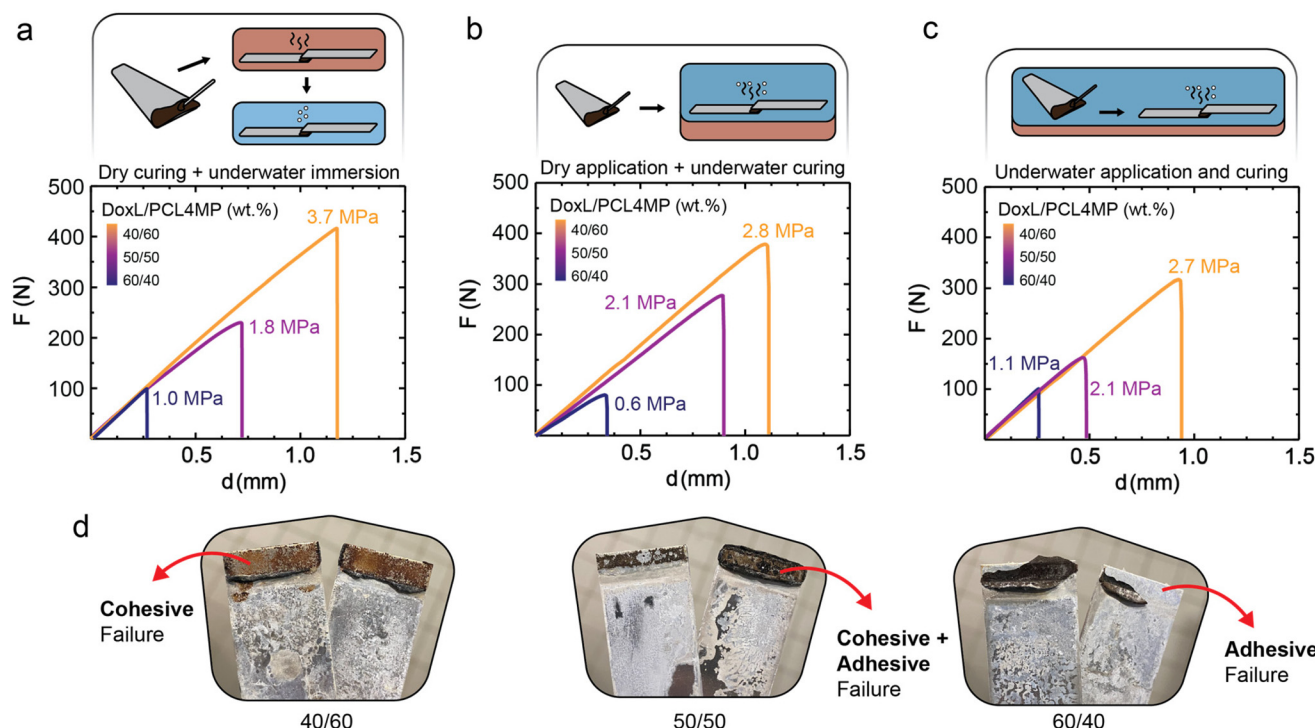 a
Dry curing + underwater immersion
500
400
300
200
100
F (N)
DoxL/PCL4MP (wt.%)
40/60
50/50
60/40
3.7 MPa
1.8 MPa
1.0 MPa
0.5
1.0
1.5
d (mm)
b
Dry application + underwater curing
500
400
300
200
100
F (N)
DoxL/PCL4MP (wt.%)
40/60
50/50
60/40
2.8 MPa
2.1 MPa
0.6 MPa
0.5
1.0
1.5
d (mm)
c
Underwater application and curing
500
400
300
200
100
F (N)
DoxL/PCL4MP (wt.%)
40/60
50/50
60/40
2.7 MPa
1.1 MPa
2.1 MPa
0.5
1.0
1.5
d (mm)
d
Cohesive
Failure
40/60
Cohesive +
Adhesive
Failure
50/50
Adhesive
Failure
60/40